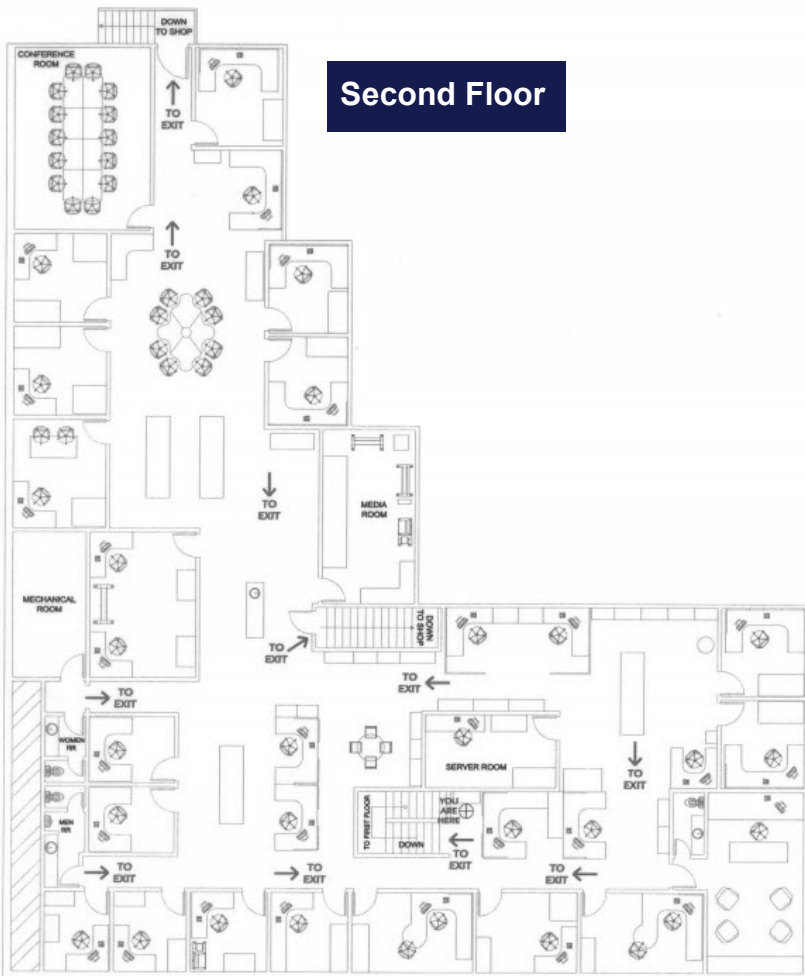 DOWN
TO SHOP
CONFERENCE
ROOM
Second Floor
TO
EXIT
TO
EXIT
TO
EXIT
MEDIA
ROOM
MECHANICAL
ROOM
DOWN
TO SHOP
TO
EXIT
TO
EXIT
TO
EXIT
WOMEN
RR
SERVER ROOM
TO
EXIT
YOU
ARE
HERE
TO FIRST FLOOR
DOWN
MEN
RR
TO
EXIT
TO
EXIT
TO
EXIT
TO
EXIT